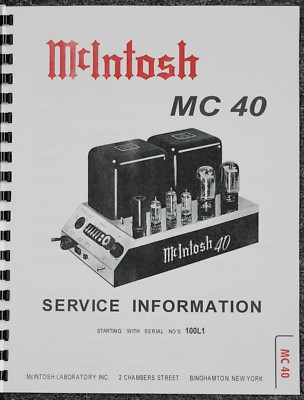 McIntosh
MC 40
McIntosh 40
SERVICE INFORMATION
STARTING WITH SERIAL NO'S 100L1
MC 40
McINTOSH LABORATORY INC. 2 CHAMBERS STREET BINGHAMTON, NEW YORK